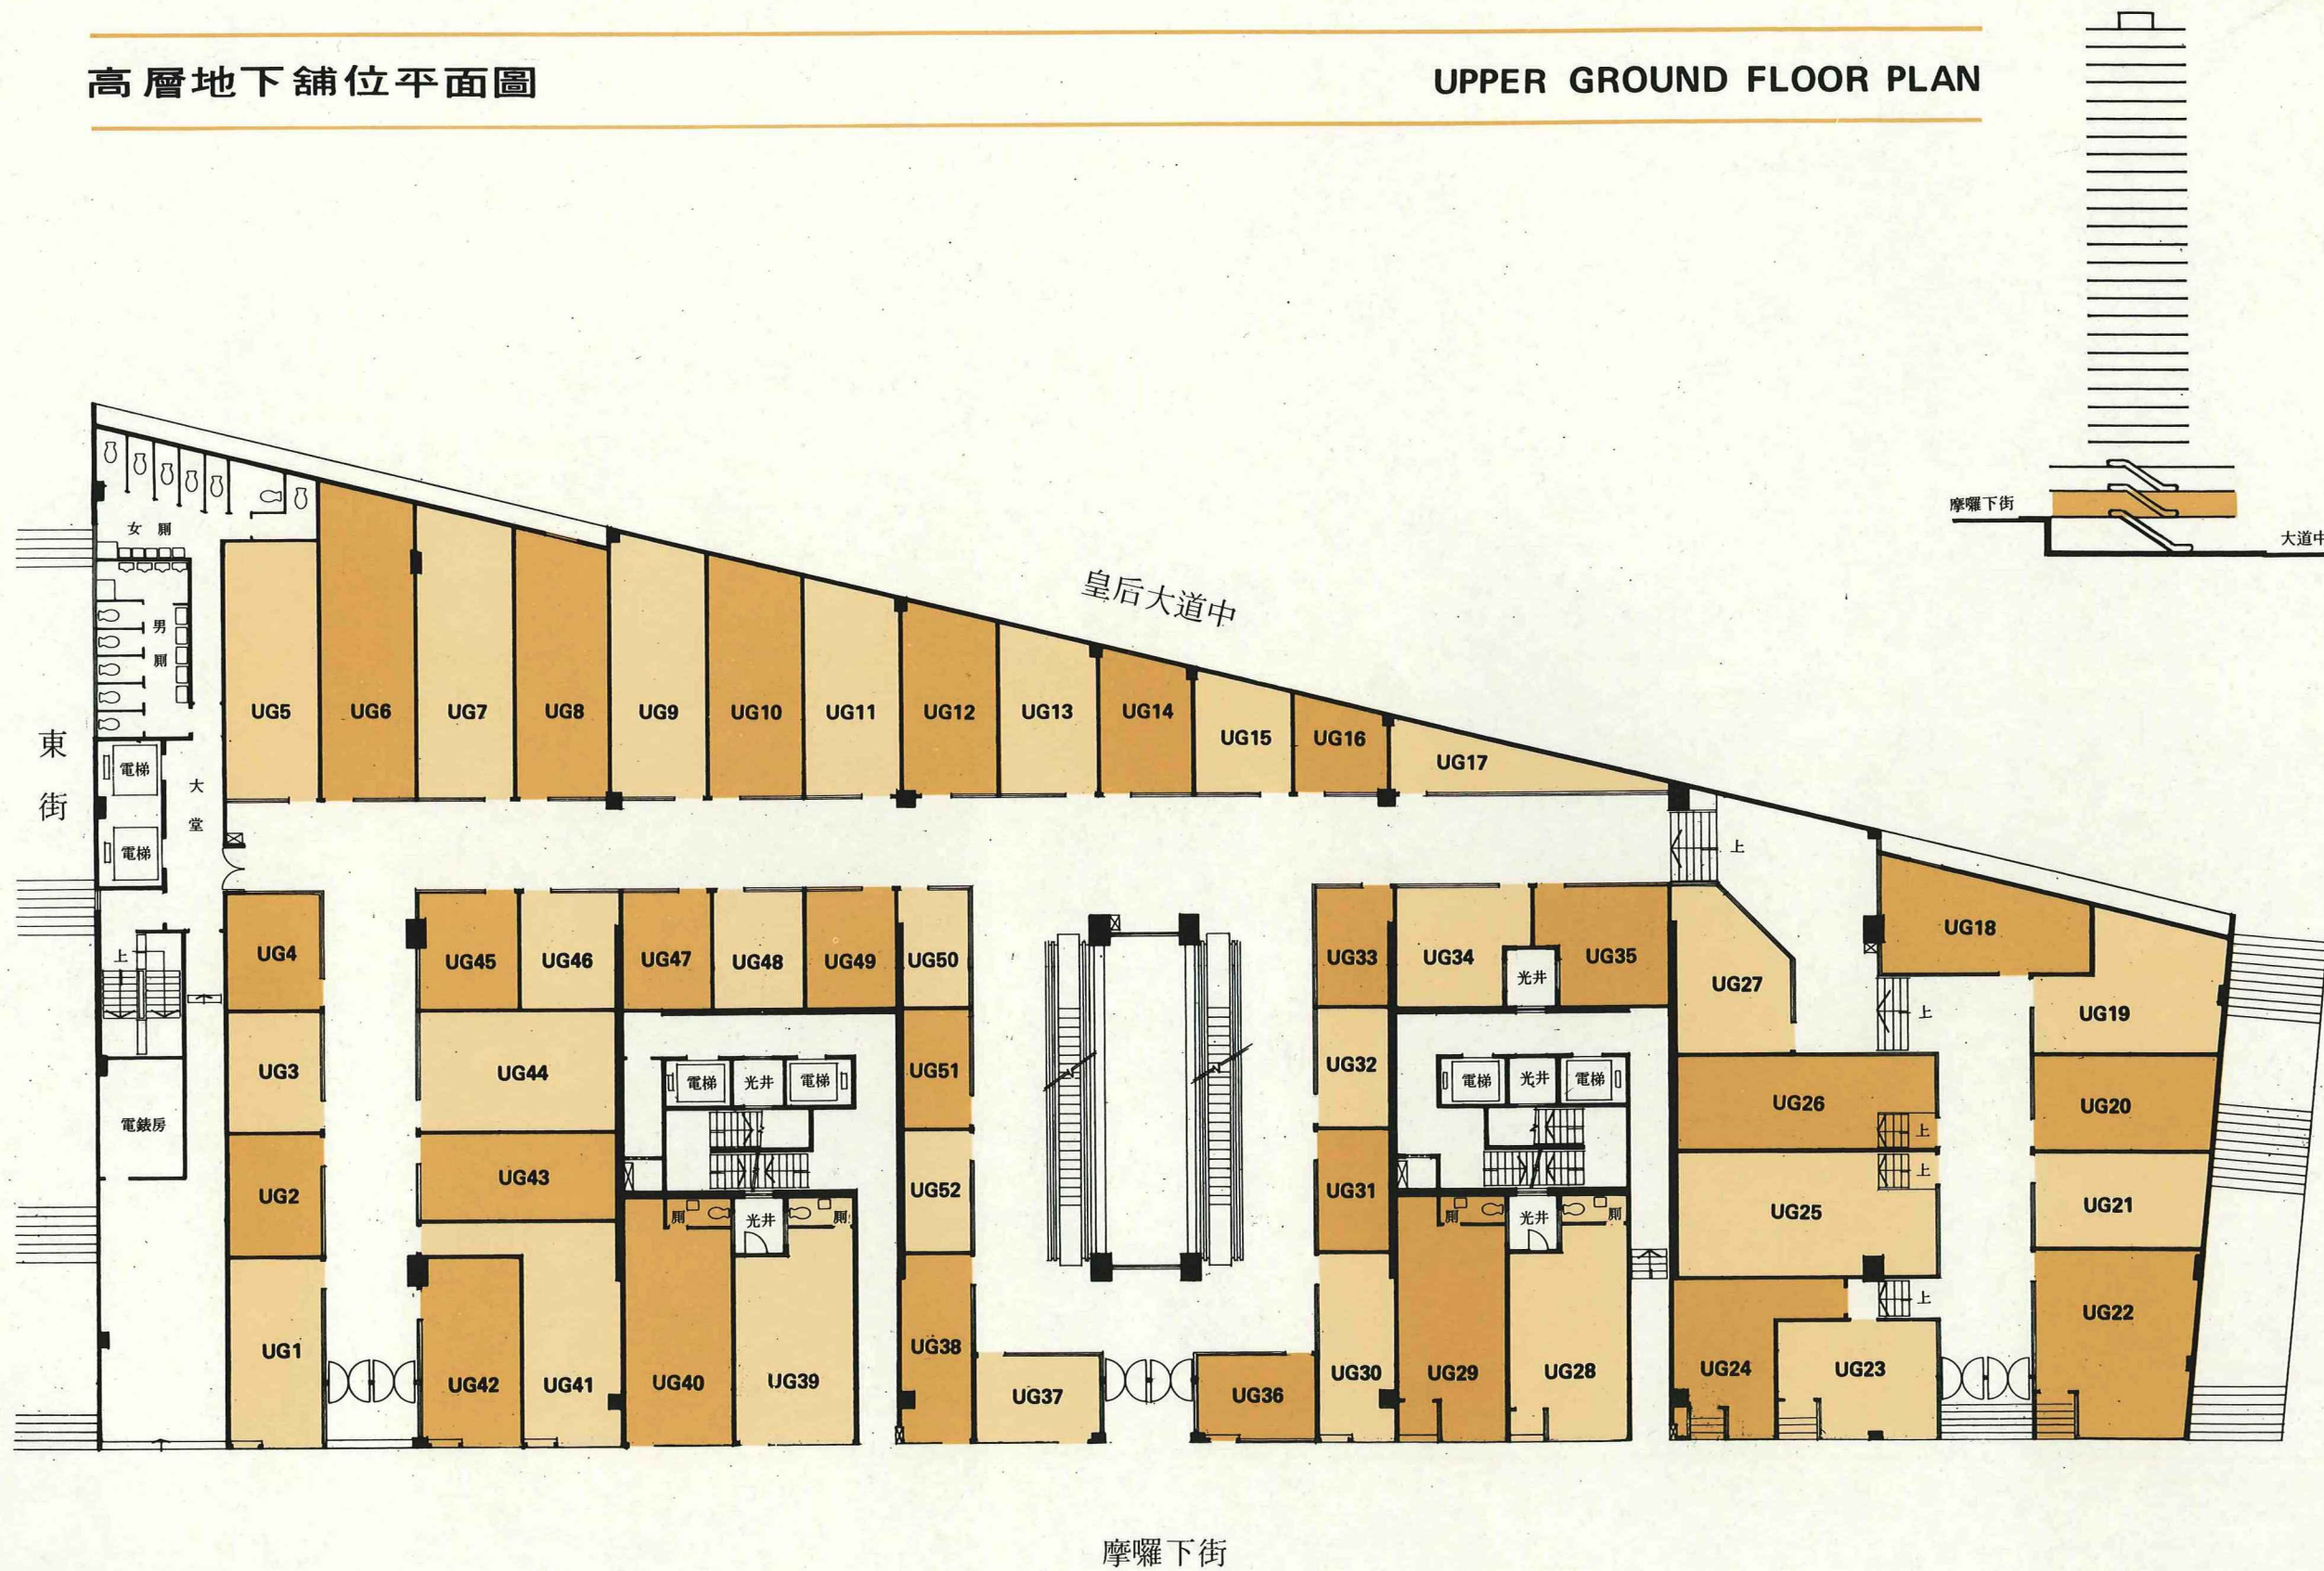 高層地下舖位平面圖
UPPER GROUND FLOOR PLAN
摩囉下街
大道中
皇后大道中
女廁
男廁
東街
電梯
電梯
大堂
UG5
UG6
UG7
UG8
UG9
UG10
UG11
UG12
UG13
UG14
UG15
UG16
UG17
上
UG18
UG4
UG45
UG46
UG47
UG48
UG49
UG50
UG33
UG34
光井
UG35
UG27
上
UG19
上
UG3
UG44
電梯
光井
電梯
UG51
UG32
電梯
光井
電梯
UG26
上
UG20
電錶房
UG2
UG43
UG52
UG31
上
UG25
UG21
廁
光井
廁
廁
光井
廁
UG1
UG42
UG41
UG40
UG39
UG38
UG37
UG36
UG30
UG29
UG28
UG24
UG23
上
UG22
摩囉下街